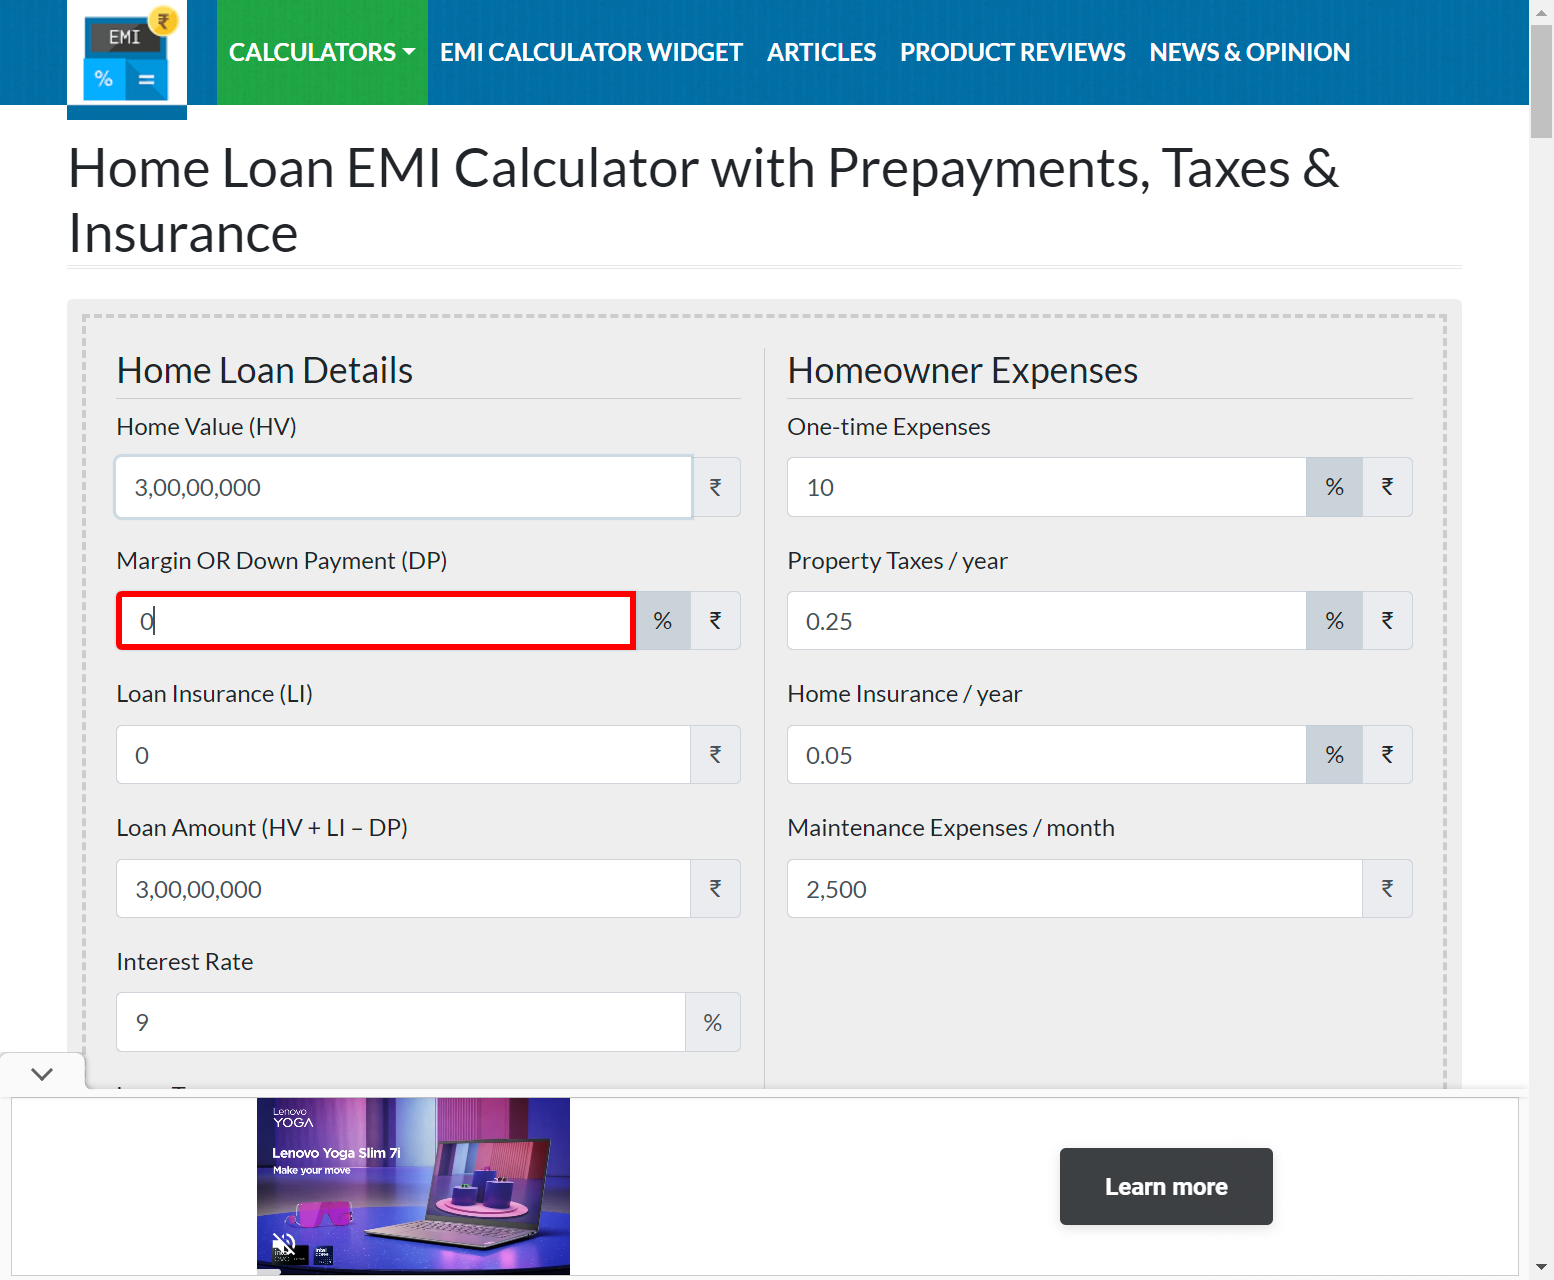 EMI
₹
% =
CALCULATORS
EMI CALCULATOR WIDGET
ARTICLES
PRODUCT REVIEWS
NEWS & OPINION
Home Loan EMI Calculator with Prepayments, Taxes &
Insurance
Home Loan Details
Home Value (HV)
3,00,00,000 ₹
Margin OR Down Payment (DP)
0 % ₹
Loan Insurance (LI)
0 ₹
Loan Amount (HV + LI – DP)
3,00,00,000 ₹
Interest Rate
9 %
Homeowner Expenses
One-time Expenses
10 % ₹
Property Taxes / year
0.25 % ₹
Home Insurance / year
0.05 % ₹
Maintenance Expenses / month
2,500 ₹
Lenovo
YOGA
Lenovo Yoga Slim 7i
Make your move
Learn more